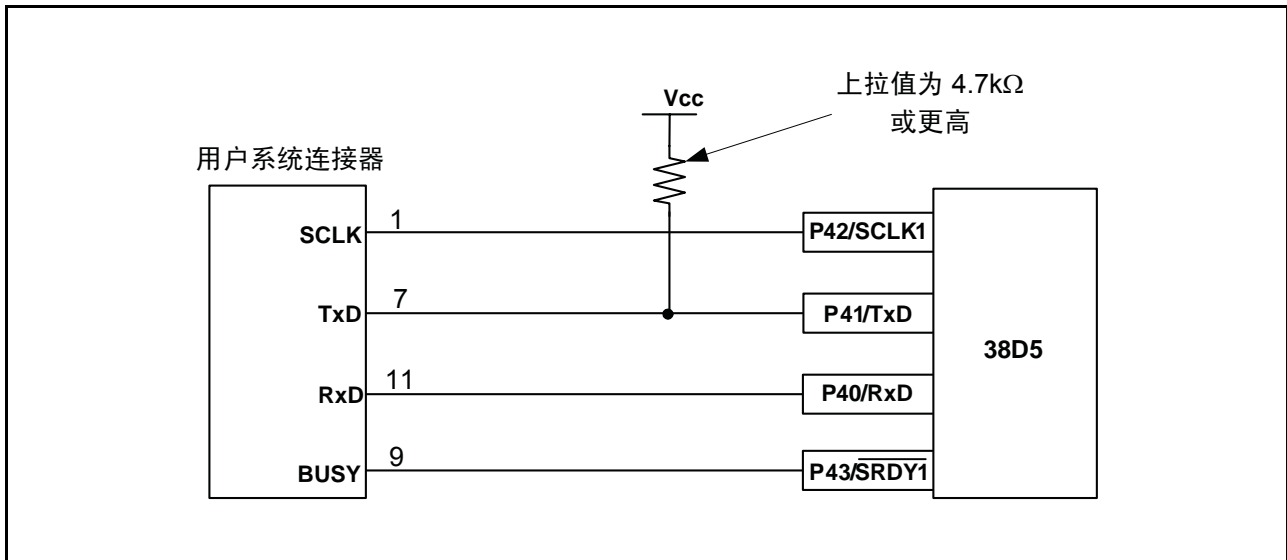 上拉值为 4.7kΩ
或更高
Vcc
用户系统连接器
SCLK
1
P42/SCLK1
TxD
7
P41/TxD
38D5
RxD
11
P40/RxD
BUSY
9
P43/S̅R̅D̅Y̅1̅